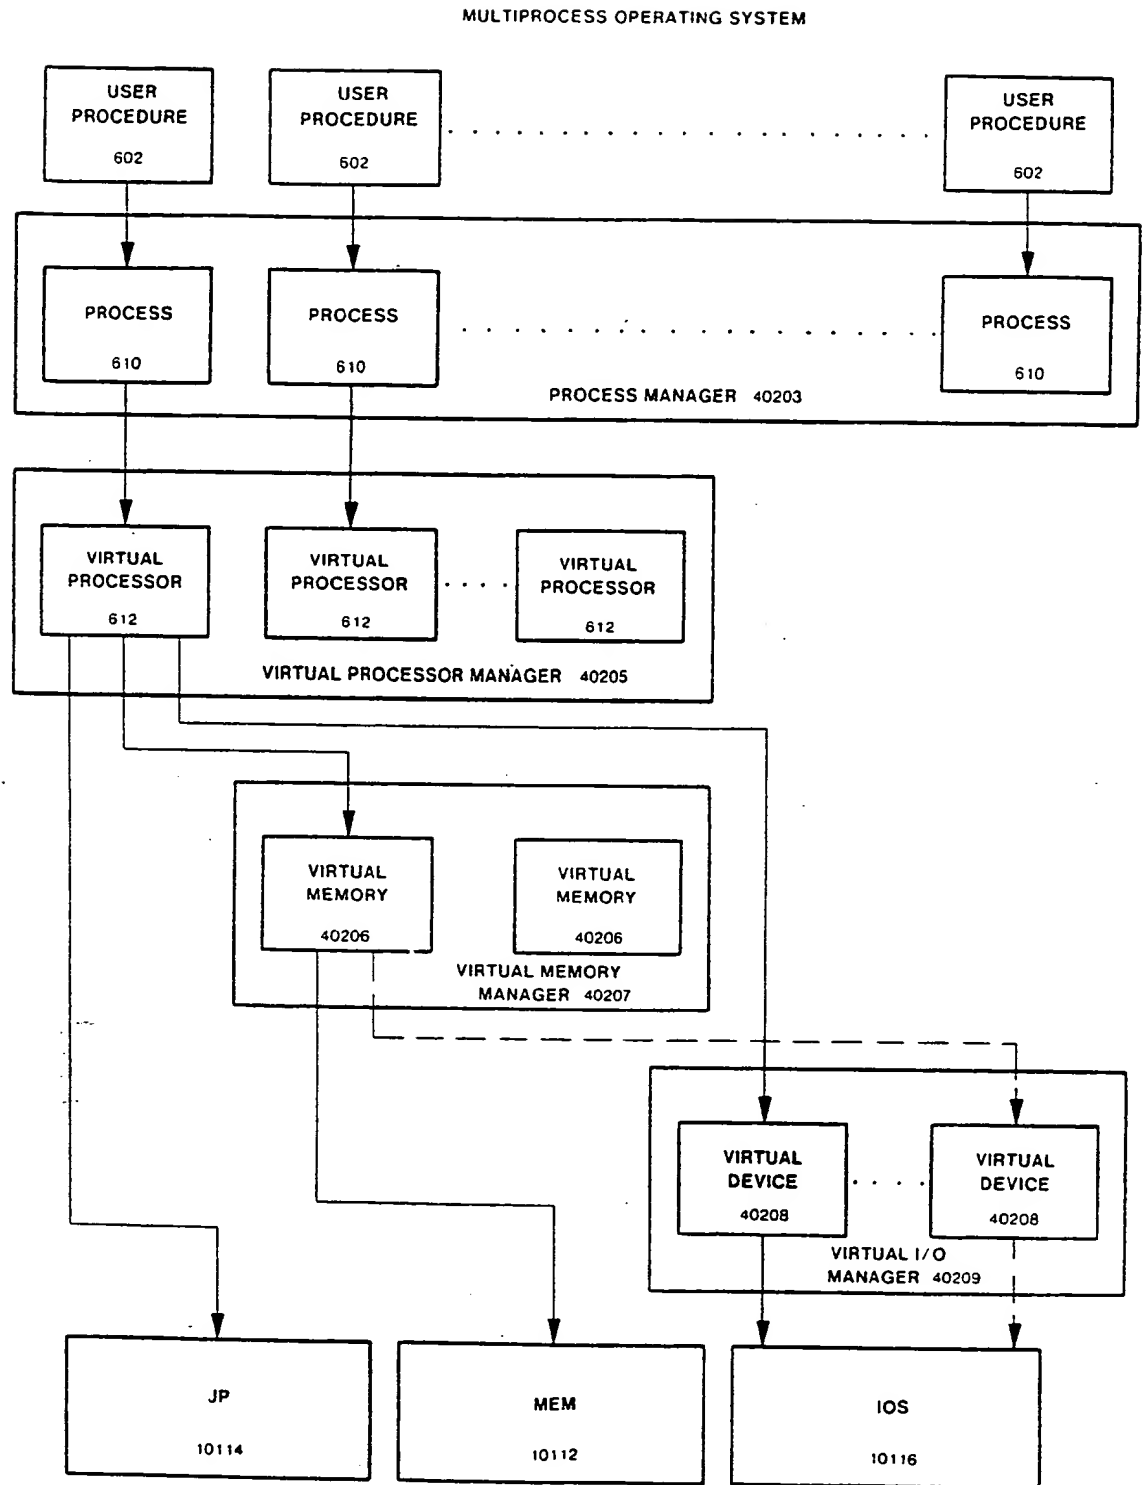 MULTIPROCESS OPERATING SYSTEM
USER
PROCEDURE
602
USER
PROCEDURE
602
USER
PROCEDURE
602
PROCESS
610
PROCESS
610
PROCESS
610
PROCESS MANAGER 40203
VIRTUAL
PROCESSOR
612
VIRTUAL
PROCESSOR
612
VIRTUAL
PROCESSOR
612
VIRTUAL PROCESSOR MANAGER 40205
VIRTUAL
MEMORY
40206
VIRTUAL
MEMORY
40206
VIRTUAL MEMORY
MANAGER 40207
VIRTUAL
DEVICE
40208
VIRTUAL
DEVICE
40208
VIRTUAL I/O
MANAGER 40209
JP
10114
MEM
10112
IOS
10116